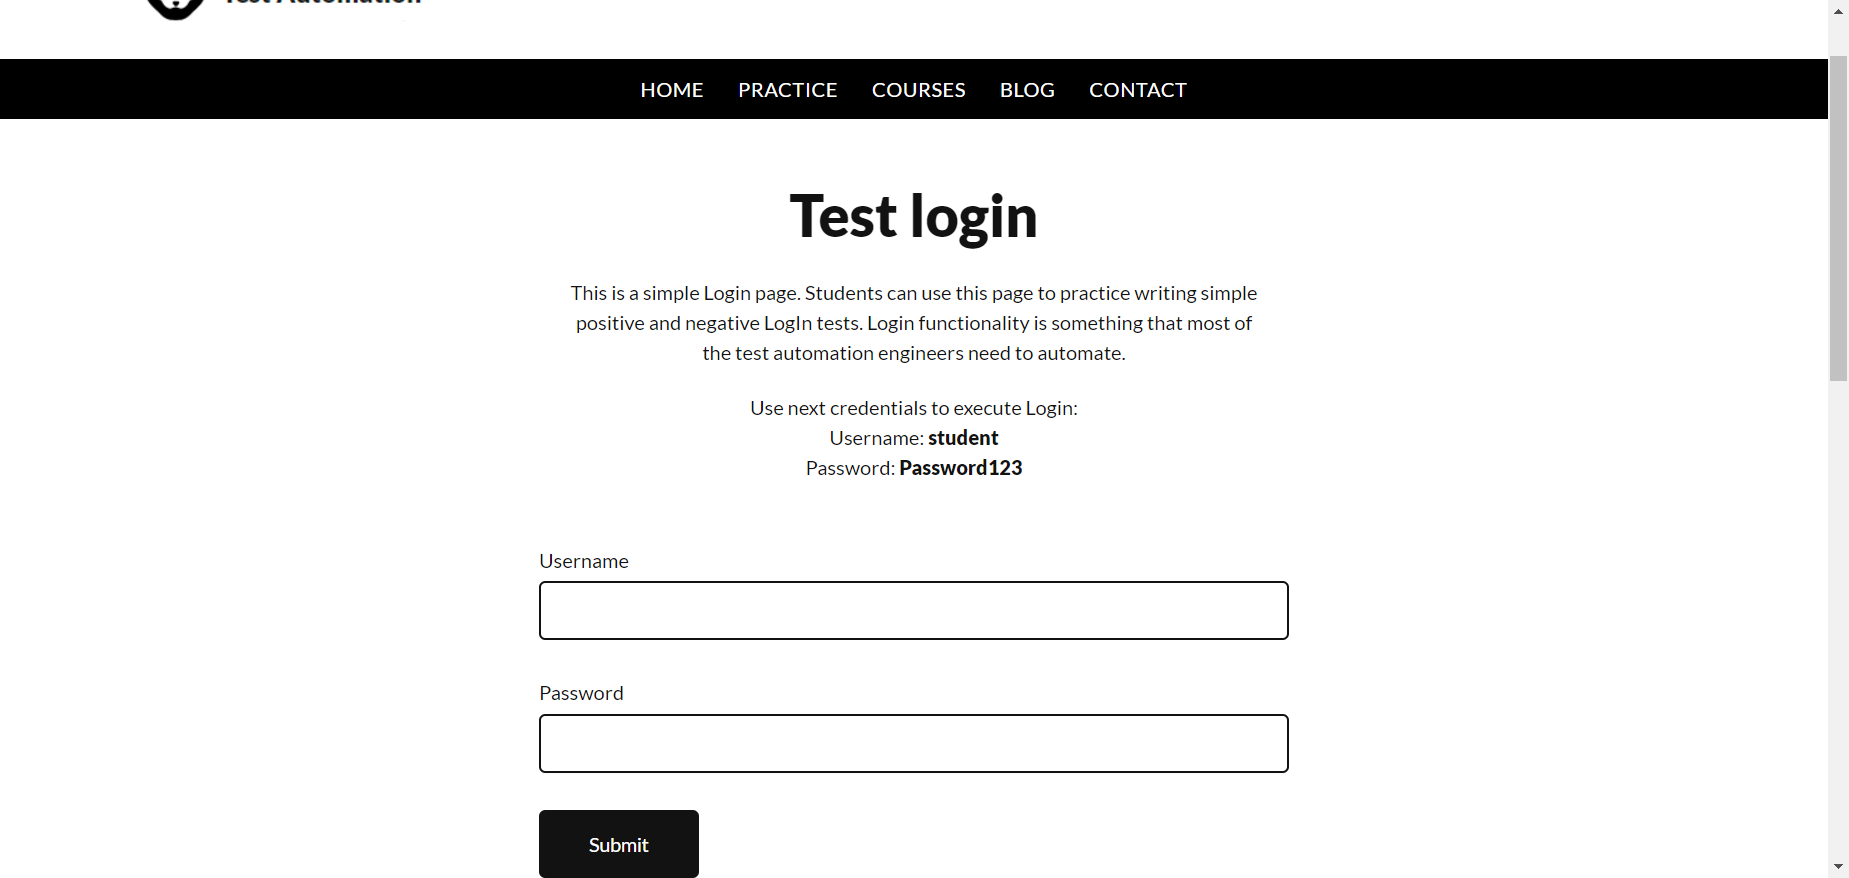 Test Automation
HOME PRACTICE COURSES BLOG CONTACT
Test login
This is a simple Login page. Students can use this page to practice writing simple
positive and negative LogIn tests. Login functionality is something that most of
the test automation engineers need to automate.
Use next credentials to execute Login:
Username: student
Password: Password123
Username
Password
Submit